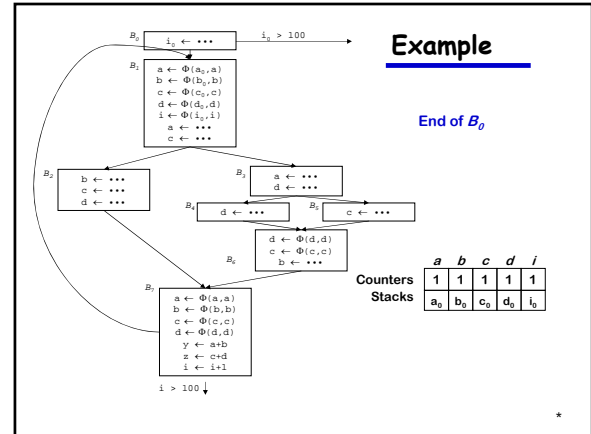 Example
End of B₀
B₀
i₀ ← •••
i₀ > 100
B₁
a ← Φ(a₀,a)
b ← Φ(b₀,b)
c ← Φ(c₀,c)
d ← Φ(d₀,d)
i ← Φ(i₀,i)
a ← •••
c ← •••
B₂
b ← •••
c ← •••
d ← •••
B₃
a ← •••
d ← •••
B₄
d ← •••
B₅
c ← •••
B₆
d ← Φ(d,d)
c ← Φ(c,c)
b ← •••
B₇
a ← Φ(a,a)
b ← Φ(b,b)
c ← Φ(c,c)
d ← Φ(d,d)
y ← a+b
z ← c+d
i ← i+1
i > 100
a b c d i
Counters 1 1 1 1 1
Stacks a₀ b₀ c₀ d₀ i₀
*